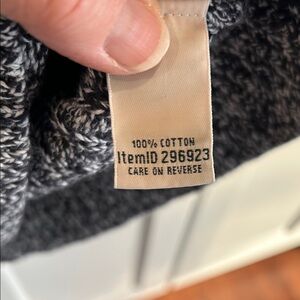 100% COTTON
ItemID 296923
CARE ON REVERSE